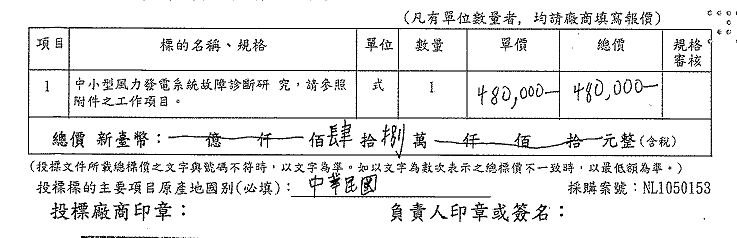 (凡有單位數量者，均請廠商填寫報價)
項目 標的名稱、規格 單位 數量 單價 總價 規格審核
1 中小型風力發電系統故障診斷研 究，請參照附件之工作項目。 式 1 480,000— 480,000—
總價 新臺幣：— 億 — 仟 — 佰肆拾捌萬 — 仟 — 佰 — 拾 — 元整(含稅)
(投標文件所載總標價之文字與號碼不符時，以文字為準。如以文字為數次表示之總標價不一致時，以最低額為準。)
投標標的主要項目原產地國別(必填)：中華民國 採購案號：NL1050153
投標廠商印章： 負責人印章或簽名：